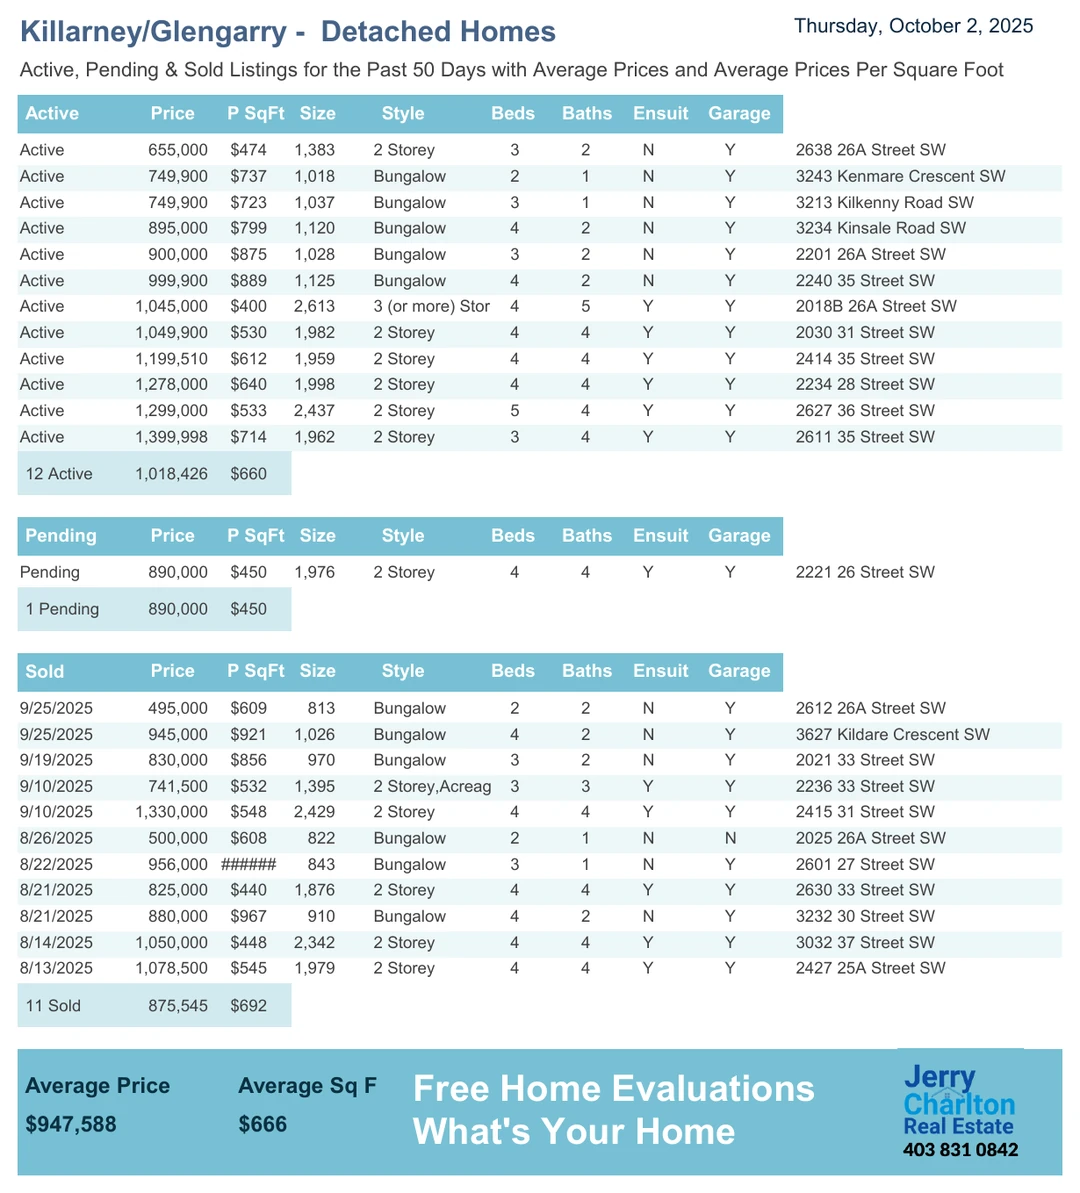 Killarney/Glengarry - Detached Homes
Thursday, October 2, 2025
Active, Pending & Sold Listings for the Past 50 Days with Average Prices and Average Prices Per Square Foot
Active Price P SqFt Size Style Beds Baths Ensuit Garage
Active 655,000 $474 1,383 2 Storey 3 2 N Y 2638 26A Street SW
Active 749,900 $737 1,018 Bungalow 2 1 N Y 3243 Kenmare Crescent SW
Active 749,900 $723 1,037 Bungalow 3 1 N Y 3213 Kilkenny Road SW
Active 895,000 $799 1,120 Bungalow 4 2 N Y 3234 Kinsale Road SW
Active 900,000 $875 1,028 Bungalow 3 2 N Y 2201 26A Street SW
Active 999,900 $889 1,125 Bungalow 4 2 N Y 2240 35 Street SW
Active 1,045,000 $400 2,613 3 (or more) Stor 4 5 Y Y 2018B 26A Street SW
Active 1,049,900 $530 1,982 2 Storey 4 4 Y Y 2030 31 Street SW
Active 1,199,510 $612 1,959 2 Storey 4 4 Y Y 2414 35 Street SW
Active 1,278,000 $640 1,998 2 Storey 4 4 Y Y 2234 28 Street SW
Active 1,299,000 $533 2,437 2 Storey 5 4 Y Y 2627 36 Street SW
Active 1,399,998 $714 1,962 2 Storey 3 4 Y Y 2611 35 Street SW
12 Active 1,018,426 $660
Pending Price P SqFt Size Style Beds Baths Ensuit Garage
Pending 890,000 $450 1,976 2 Storey 4 4 Y Y 2221 26 Street SW
1 Pending 890,000 $450
Sold Price P SqFt Size Style Beds Baths Ensuit Garage
9/25/2025 495,000 $609 813 Bungalow 2 2 N Y 2612 26A Street SW
9/25/2025 945,000 $921 1,026 Bungalow 4 2 N Y 3627 Kildare Crescent SW
9/19/2025 830,000 $856 970 Bungalow 3 2 N Y 2021 33 Street SW
9/10/2025 741,500 $532 1,395 2 Storey,Acreag 3 3 Y Y 2236 33 Street SW
9/10/2025 1,330,000 $548 2,429 2 Storey 4 4 Y Y 2415 31 Street SW
8/26/2025 500,000 $608 822 Bungalow 2 1 N N 2025 26A Street SW
8/22/2025 956,000 ###### 843 Bungalow 3 1 N Y 2601 27 Street SW
8/21/2025 825,000 $440 1,876 2 Storey 4 4 Y Y 2630 33 Street SW
8/21/2025 880,000 $967 910 Bungalow 4 2 N Y 3232 30 Street SW
8/14/2025 1,050,000 $448 2,342 2 Storey 4 4 Y Y 3032 37 Street SW
8/13/2025 1,078,500 $545 1,979 2 Storey 4 4 Y Y 2427 25A Street SW
11 Sold 875,545 $692
Average Price Average Sq F
$947,588 $666
Free Home Evaluations
What's Your Home
Jerry
Charlton
Real Estate
403 831 0842